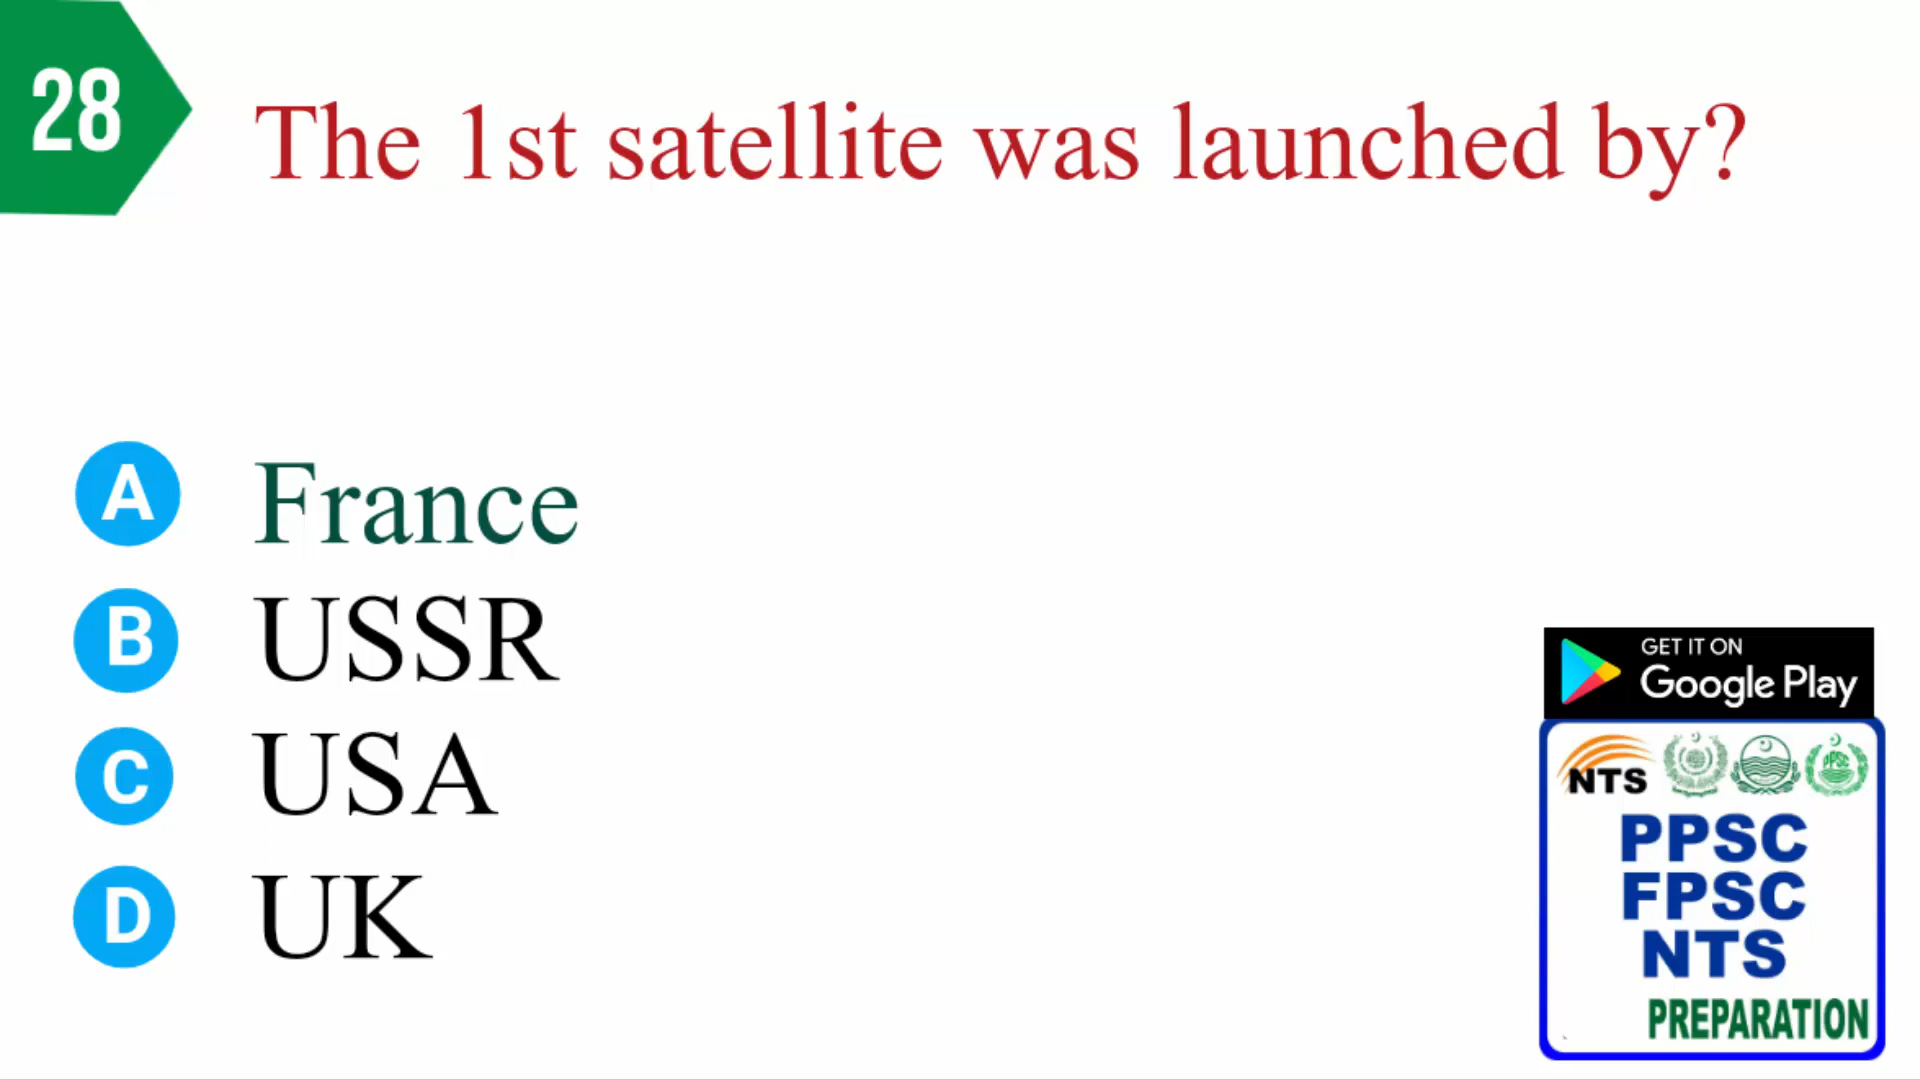 28
The 1st satellite was launched by?
A France
B USSR
C USA
D UK
GET IT ON
Google Play
NTS
PPSC
PPSC
FPSC
NTS
PREPARATION